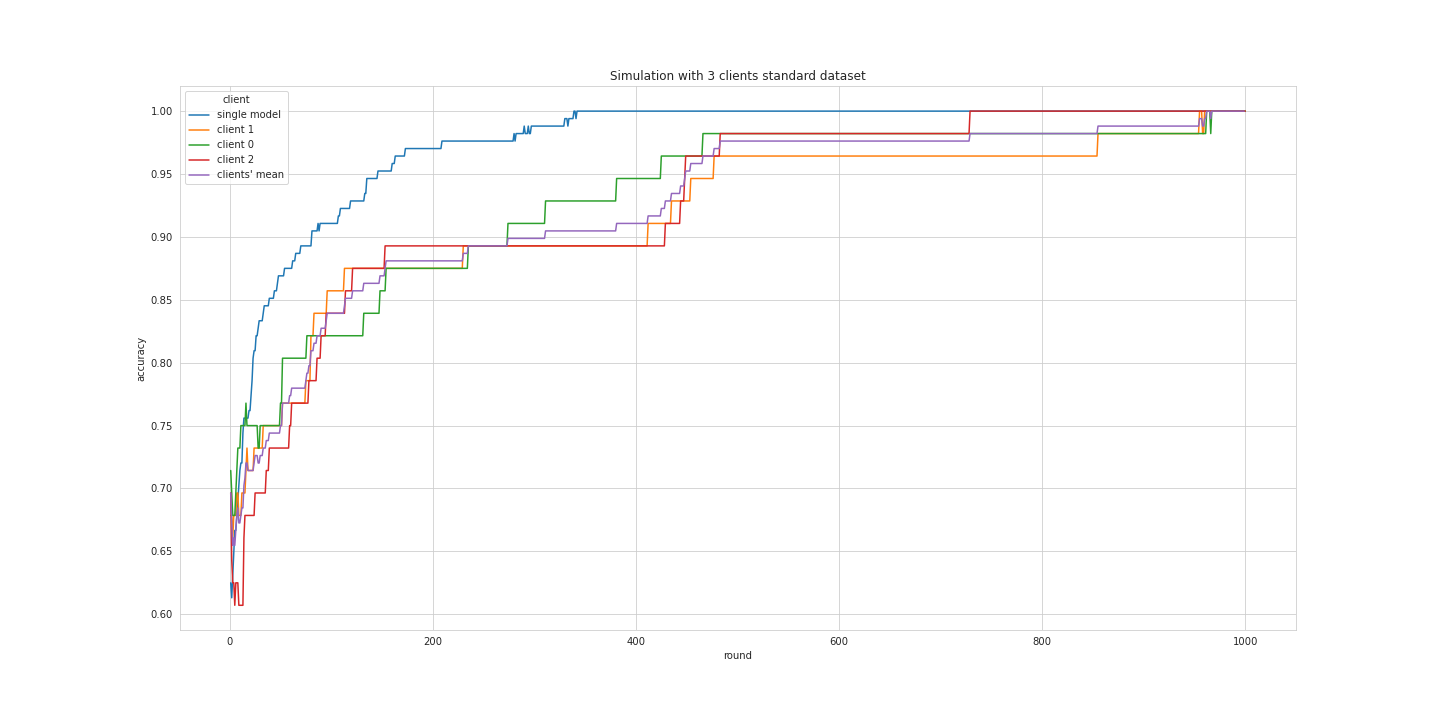 Simulation with 3 clients standard dataset
client
single model
client 1
client 0
client 2
clients' mean
1.00
0.95
0.90
0.85
0.80
0.75
0.70
0.65
0.60
accuracy
0
200
400
600
800
1000
round